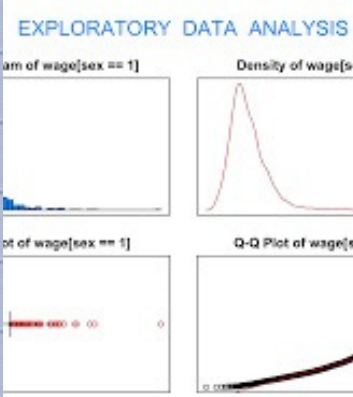 EXPLORATORY DATA ANALYSIS
am of wage[sex == 1]
Density of wage[s
ot of wage[sex == 1]
Q-Q Plot of wage[s